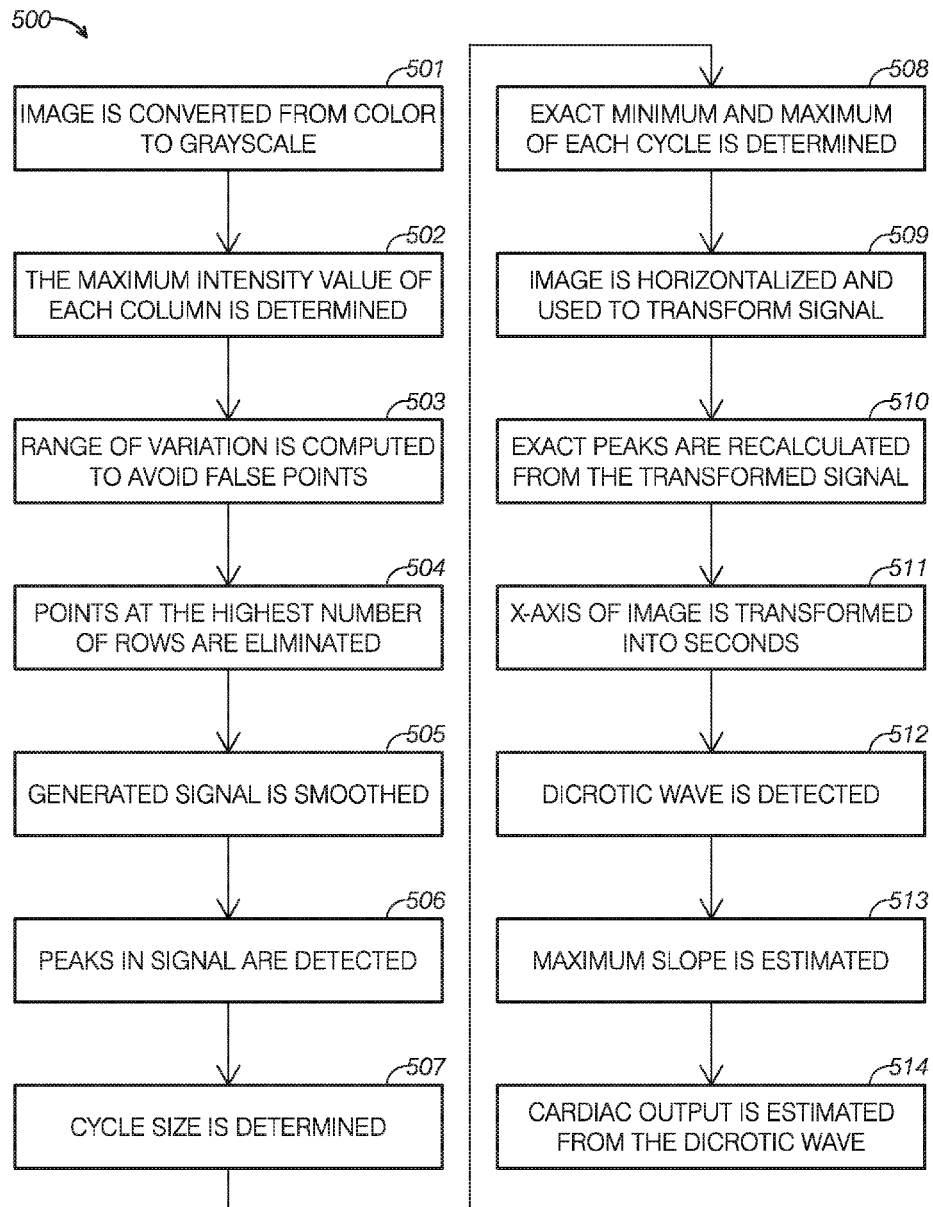 500
501
IMAGE IS CONVERTED FROM COLOR
TO GRAYSCALE
502
THE MAXIMUM INTENSITY VALUE OF
EACH COLUMN IS DETERMINED
503
RANGE OF VARIATION IS COMPUTED
TO AVOID FALSE POINTS
504
POINTS AT THE HIGHEST NUMBER
OF ROWS ARE ELIMINATED
505
GENERATED SIGNAL IS SMOOTHED
506
PEAKS IN SIGNAL ARE DETECTED
507
CYCLE SIZE IS DETERMINED
508
EXACT MINIMUM AND MAXIMUM
OF EACH CYCLE IS DETERMINED
509
IMAGE IS HORIZONTALIZED AND
USED TO TRANSFORM SIGNAL
510
EXACT PEAKS ARE RECALCULATED
FROM THE TRANSFORMED SIGNAL
511
X-AXIS OF IMAGE IS TRANSFORMED
INTO SECONDS
512
DICROTIC WAVE IS DETECTED
513
MAXIMUM SLOPE IS ESTIMATED
514
CARDIAC OUTPUT IS ESTIMATED
FROM THE DICROTIC WAVE